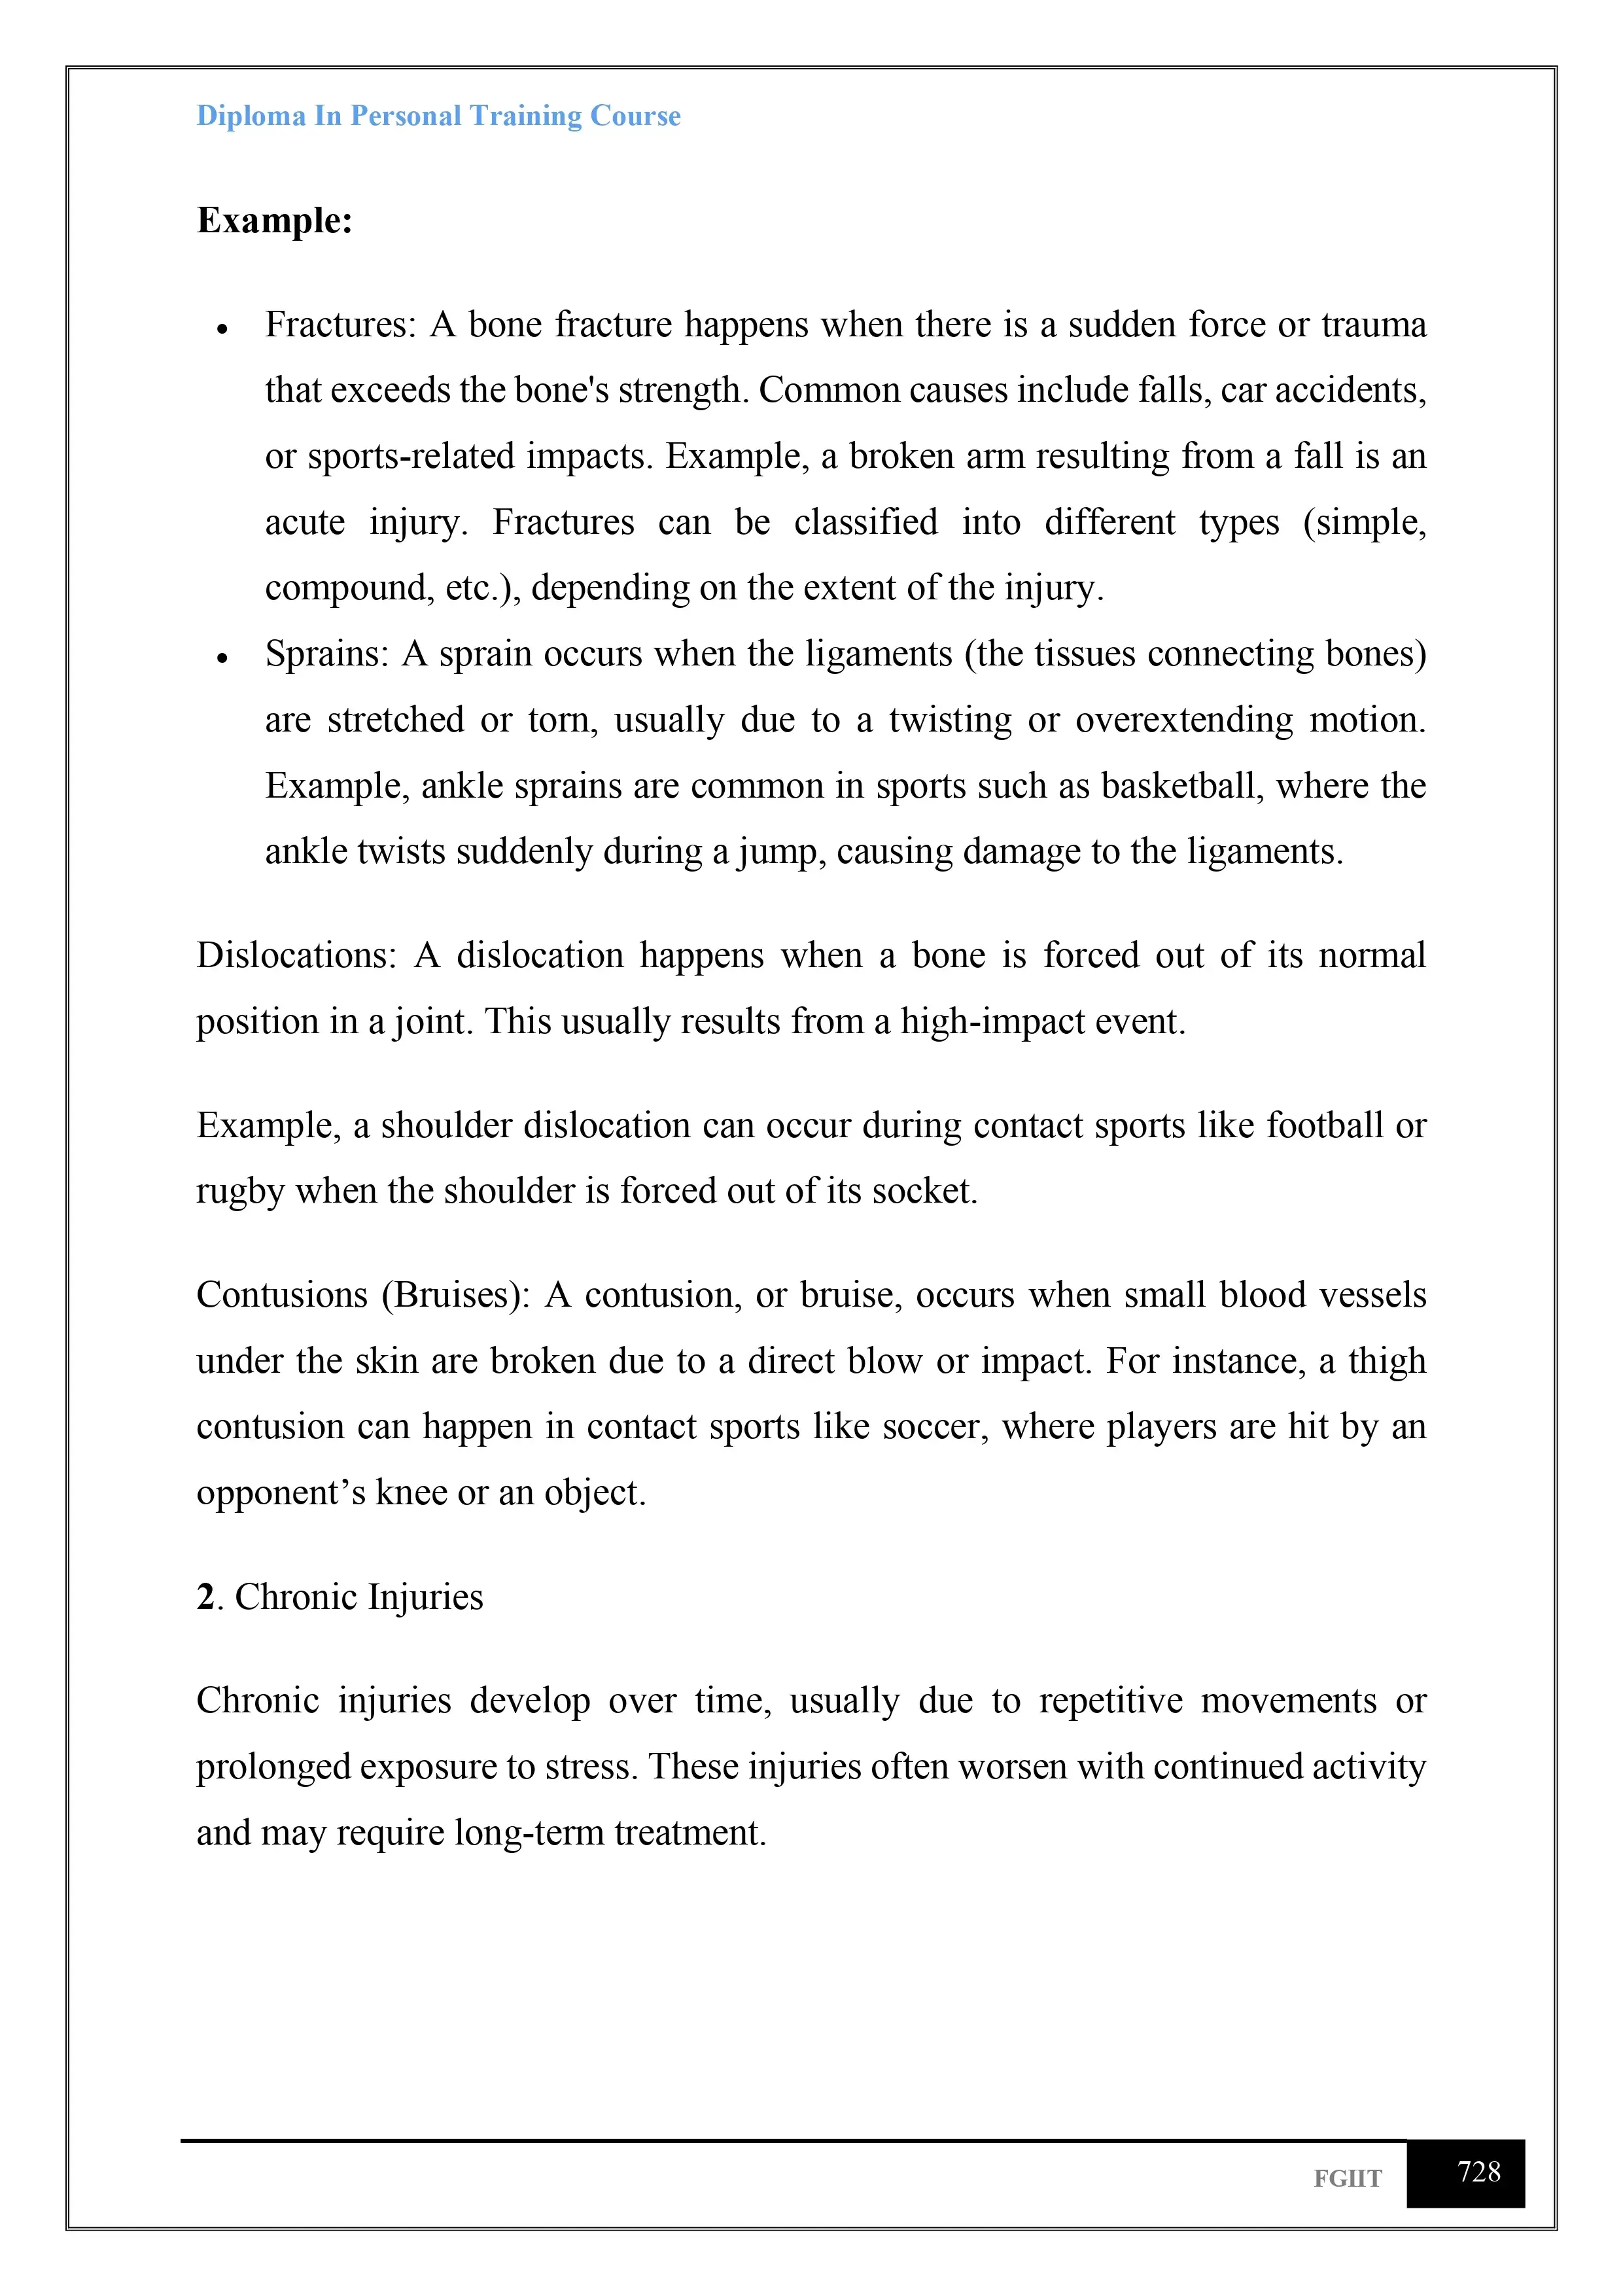 Diploma In Personal Training Course
Example:
• Fractures: A bone fracture happens when there is a sudden force or trauma
that exceeds the bone's strength. Common causes include falls, car accidents,
or sports-related impacts. Example, a broken arm resulting from a fall is an
acute injury. Fractures can be classified into different types (simple,
compound, etc.), depending on the extent of the injury.
• Sprains: A sprain occurs when the ligaments (the tissues connecting bones)
are stretched or torn, usually due to a twisting or overextending motion.
Example, ankle sprains are common in sports such as basketball, where the
ankle twists suddenly during a jump, causing damage to the ligaments.
Dislocations: A dislocation happens when a bone is forced out of its normal
position in a joint. This usually results from a high-impact event.
Example, a shoulder dislocation can occur during contact sports like football or
rugby when the shoulder is forced out of its socket.
Contusions (Bruises): A contusion, or bruise, occurs when small blood vessels
under the skin are broken due to a direct blow or impact. For instance, a thigh
contusion can happen in contact sports like soccer, where players are hit by an
opponent’s knee or an object.
2. Chronic Injuries
Chronic injuries develop over time, usually due to repetitive movements or
prolonged exposure to stress. These injuries often worsen with continued activity
and may require long-term treatment.
FGIIT 728